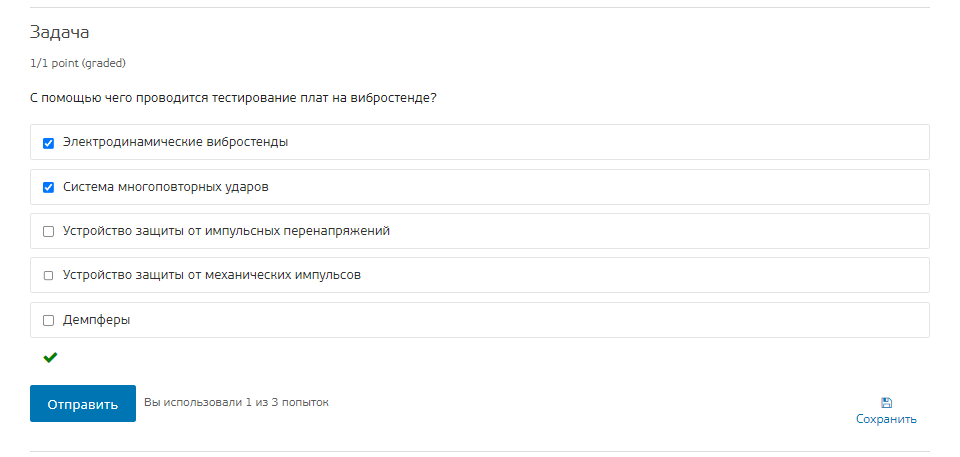 Задача
1/1 point (graded)
С помощью чего проводится тестирование плат на вибростенде?
Электродинамические вибростенды
Система многоповторных ударов
Устройство защиты от импульсных перенапряжений
Устройство защиты от механических импульсов
Демпферы
Отправить
Вы использовали 1 из 3 попыток
Сохранить